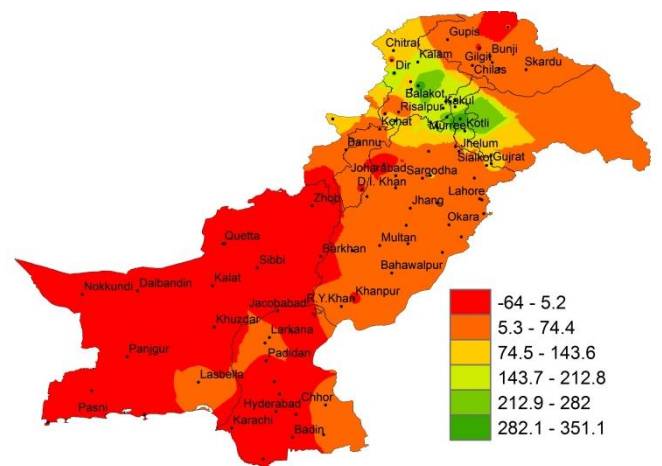 Gupis
Chitral
Kalam
Bunji
Gilgit
Dir
Chilas
Skardu
Balakot
Kakul
Risalpur
Kohat
Murree
Kotli
Bannu
Jhelum
Sialkot
Gujrat
Joharabad
Sargodha
D.I. Khan
Zhob
Jhang
Lahore
Okara
Quetta
Barkhan
Multan
Sibbi
Bahawalpur
Nokkundi
Dalbandin
Kalat
R.Y.Khan
Khanpur
Jacobabad
Khuzdar
Larkana
Panjgur
Padidan
Lasbella
Pasni
Hyderabad
Chhor
Karachi
Badin
-64 - 5.2
5.3 - 74.4
74.5 - 143.6
143.7 - 212.8
212.9 - 282
282.1 - 351.1